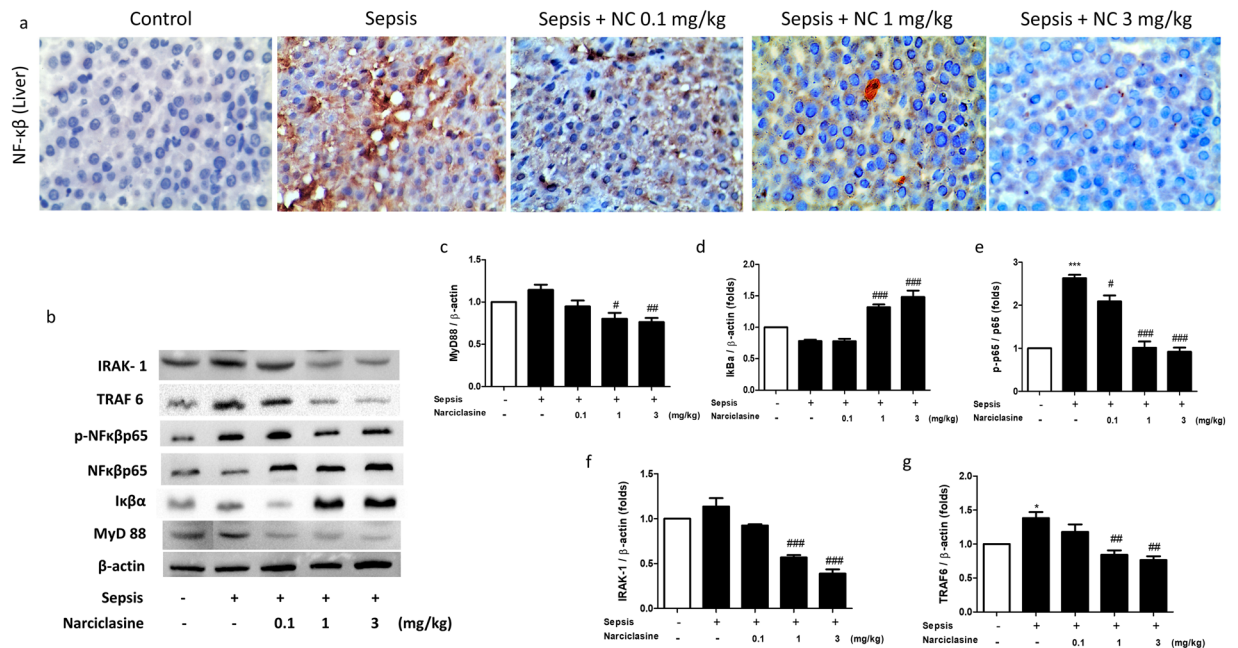 a
Control
Sepsis
Sepsis + NC 0.1 mg/kg
Sepsis + NC 1 mg/kg
Sepsis + NC 3 mg/kg
NF-κβ (Liver)
b
IRAK- 1
TRAF 6
p-NFκβp65
NFκβp65
Iκβα
MyD 88
β-actin
Sepsis - + + + +
Narciclasine - - 0.1 1 3 (mg/kg)
c
MyD88 / β-actin
1.5
1.0
0.5
0.0
# ##
Sepsis - + + + +
Narciclasine - - 0.1 1 3 (mg/kg)
d
IkBa / β-actin (folds)
2.0
1.5
1.0
0.5
0.0
### ###
Sepsis - + + + +
Narciclasine - - 0.1 1 3 (mg/kg)
e
p-p65 / p65 (folds)
3
2
1
0
*** # ### ###
Sepsis - + + + +
Narciclasine - - 0.1 1 3 (mg/kg)
f
IRAK-1 / β-actin (folds)
1.5
1.0
0.5
0.0
### ###
Sepsis - + + + +
Narciclasine - - 0.1 1 3 (mg/kg)
g
TRAF6 / β-actin (folds)
2.0
1.5
1.0
0.5
0.0
* ## ##
Sepsis - + + + +
Narciclasine - - 0.1 1 3 (mg/kg)